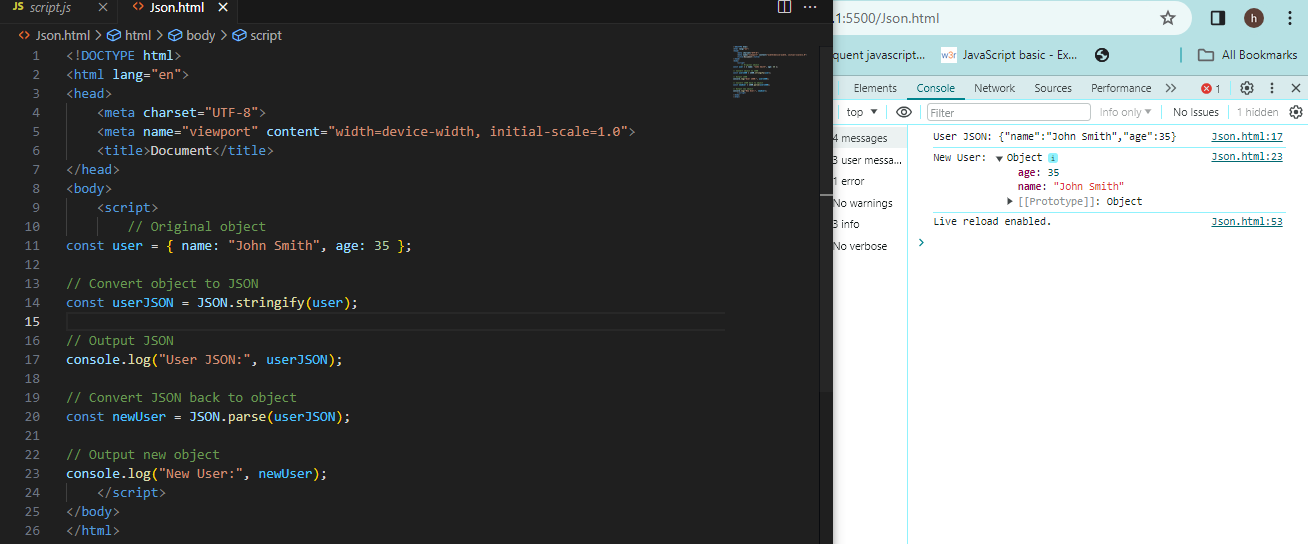 JS script.js
Json.html
Json.html > html > body > script
1 <!DOCTYPE html>
2 <html lang="en">
3 <head>
4 <meta charset="UTF-8">
5 <meta name="viewport" content="width=device-width, initial-scale=1.0">
6 <title>Document</title>
7 </head>
8 <body>
9 <script>
10 // Original object
11 const user = { name: "John Smith", age: 35 };
12
13 // Convert object to JSON
14 const userJSON = JSON.stringify(user);
15
16 // Output JSON
17 console.log("User JSON:", userJSON);
18
19 // Convert JSON back to object
20 const newUser = JSON.parse(userJSON);
21
22 // Output new object
23 console.log("New User:", newUser);
24 </script>
25 </body>
26 </html>
.1:5500/Json.html
h
quent javascript...
w3r JavaScript basic - Ex...
All Bookmarks
Elements Console Network Sources Performance 1
top Filter Info only No Issues 1 hidden
4 messages
3 user messa...
1 error
No warnings
3 info
No verbose
User JSON: {"name":"John Smith","age":35} Json.html:17
New User: Object i Json.html:23
age: 35
name: "John Smith"
[[Prototype]]: Object
Live reload enabled. Json.html:53